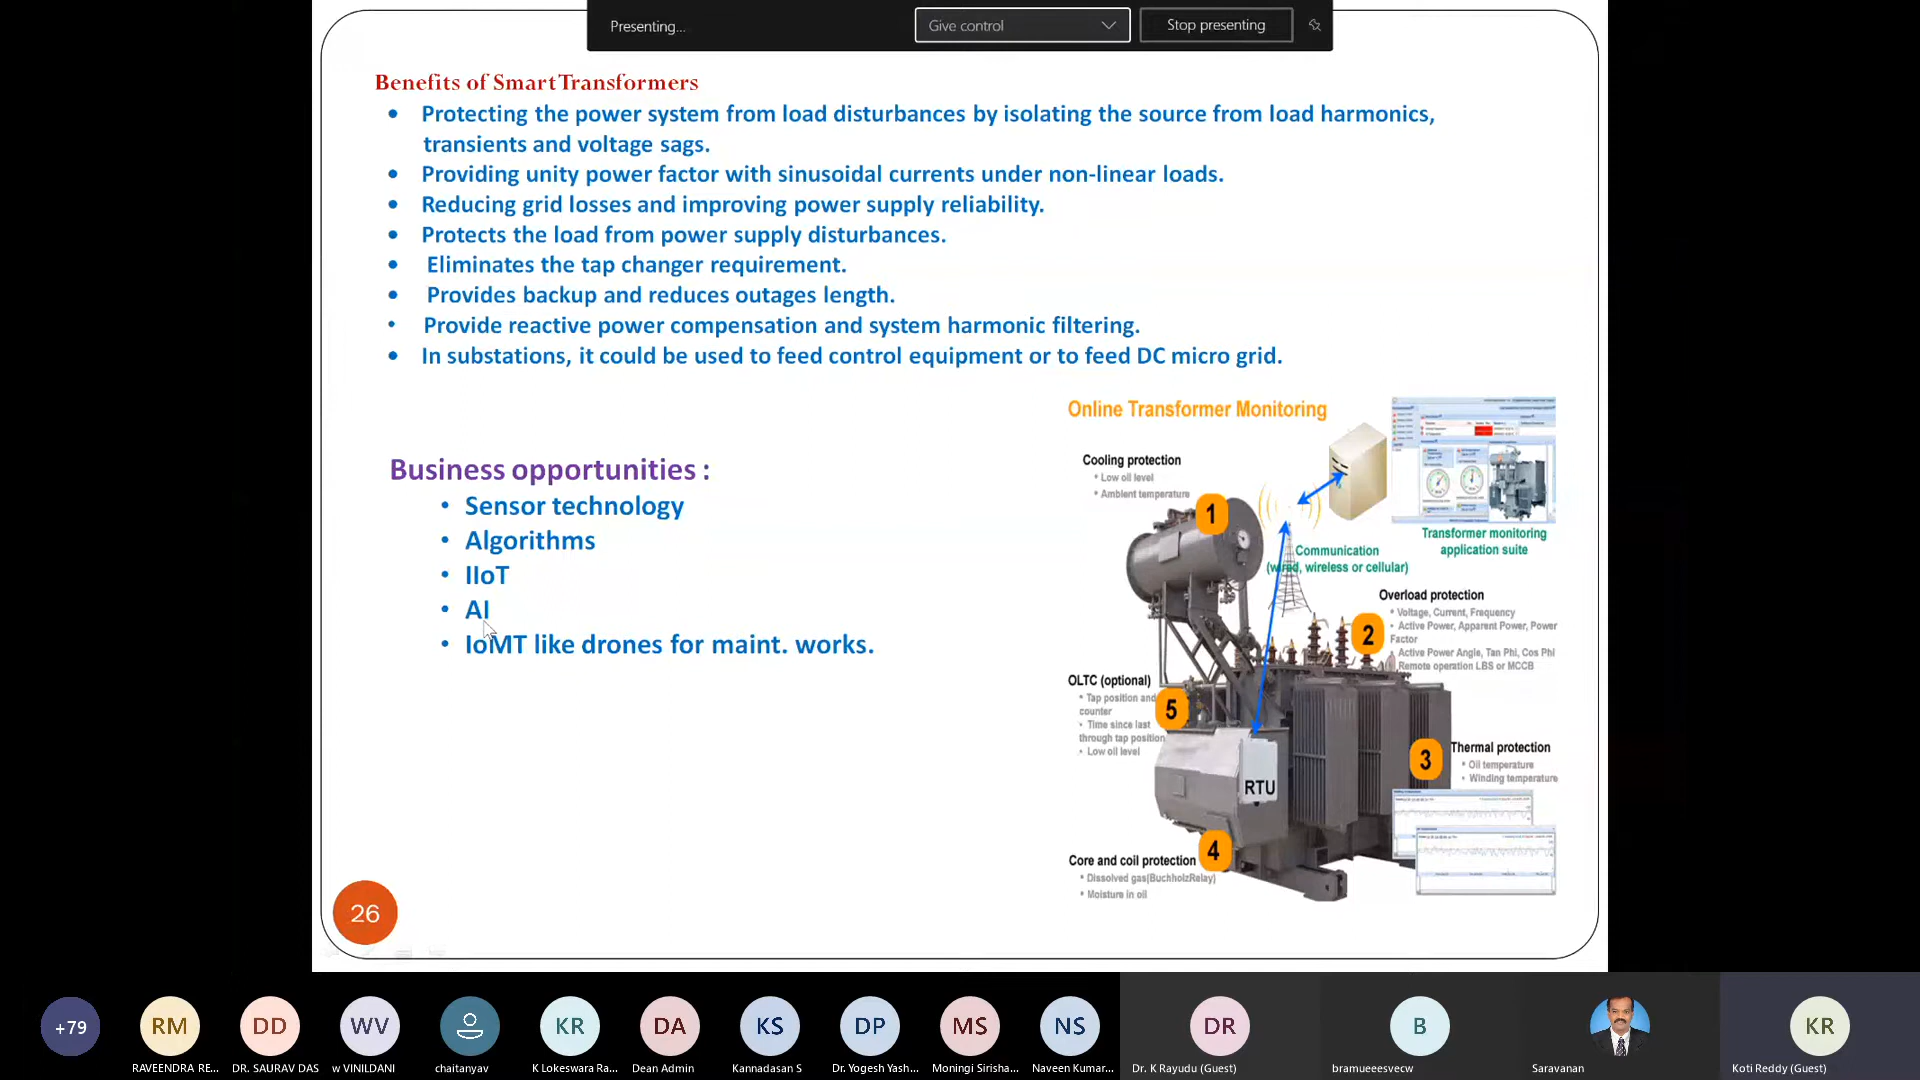 Presenting...
Give control
Stop presenting
Benefits of Smart Transformers
• Protecting the power system from load disturbances by isolating the source from load harmonics,
transients and voltage sags.
• Providing unity power factor with sinusoidal currents under non-linear loads.
• Reducing grid losses and improving power supply reliability.
• Protects the load from power supply disturbances.
• Eliminates the tap changer requirement.
• Provides backup and reduces outages length.
• Provide reactive power compensation and system harmonic filtering.
• In substations, it could be used to feed control equipment or to feed DC micro grid.
Business opportunities :
• Sensor technology
• Algorithms
• IIoT
• AI
• IoMT like drones for maint. works.
Online Transformer Monitoring
Cooling protection
• Low oil level
• Ambient temperature
1
Transformer monitoring
application suite
Communication
(wired, wireless or cellular)
Overload protection
• Voltage, Current, Frequency
• Active Power, Apparent Power, Power
Factor
• Active Power Angle, Tan Phi, Cos Phi
Remote operation LBS or MCCB
2
OLTC (optional)
• Tap position and
counter
• Time since last
through tap position
• Low oil level
5
Thermal protection
• Oil temperature
• Winding temperature
3
RTU
4
Core and coil protection
• Dissolved gas(BuchholzRelay)
• Moisture in oil
26
+79
RM
DD
WV
KR
DA
KS
DP
MS
NS
DR
B
KR
RAVEENDRA RE...
DR. SAURAV DAS
w VINILDANI
chaitanyav
K Lokeswara Ra...
Dean Admin
Kannadasan S
Dr. Yogesh Yash...
Moningi Sirisha...
Naveen Kumar...
Dr. K Rayudu (Guest)
bramueeesvecw
Saravanan
Koti Reddy (Guest)